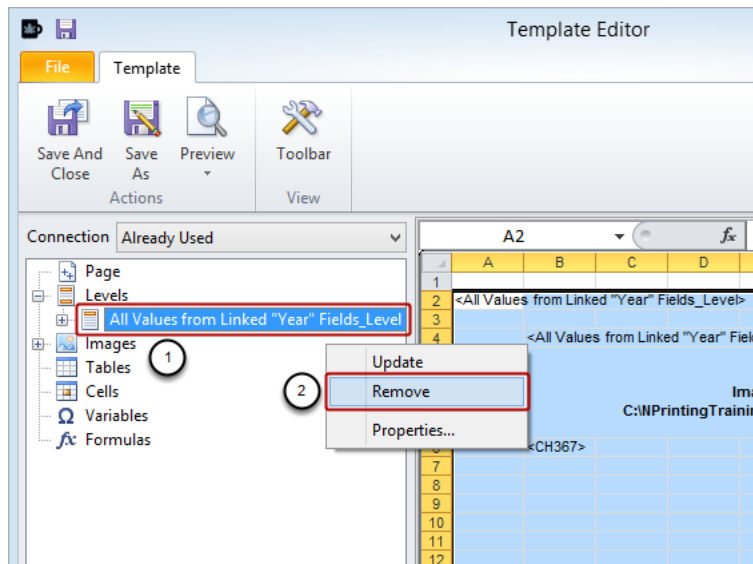 Template Editor
File
Template
Save And
Close
Save
As
Preview
Toolbar
Actions
View
Connection
Already Used
A2
fx
Page
Levels
All Values from Linked "Year" Fields_Level
Images
Tables
Cells
Variables
Formulas
1
2
Update
Remove
Properties...
A
B
C
D
1
2
<All Values from Linked "Year" Fields_Level>
3
4
<All Values from Linked "Year" Fiel
Ima
C:\NPrintingTrainin
<CH367>
7
8
9
10
11
12